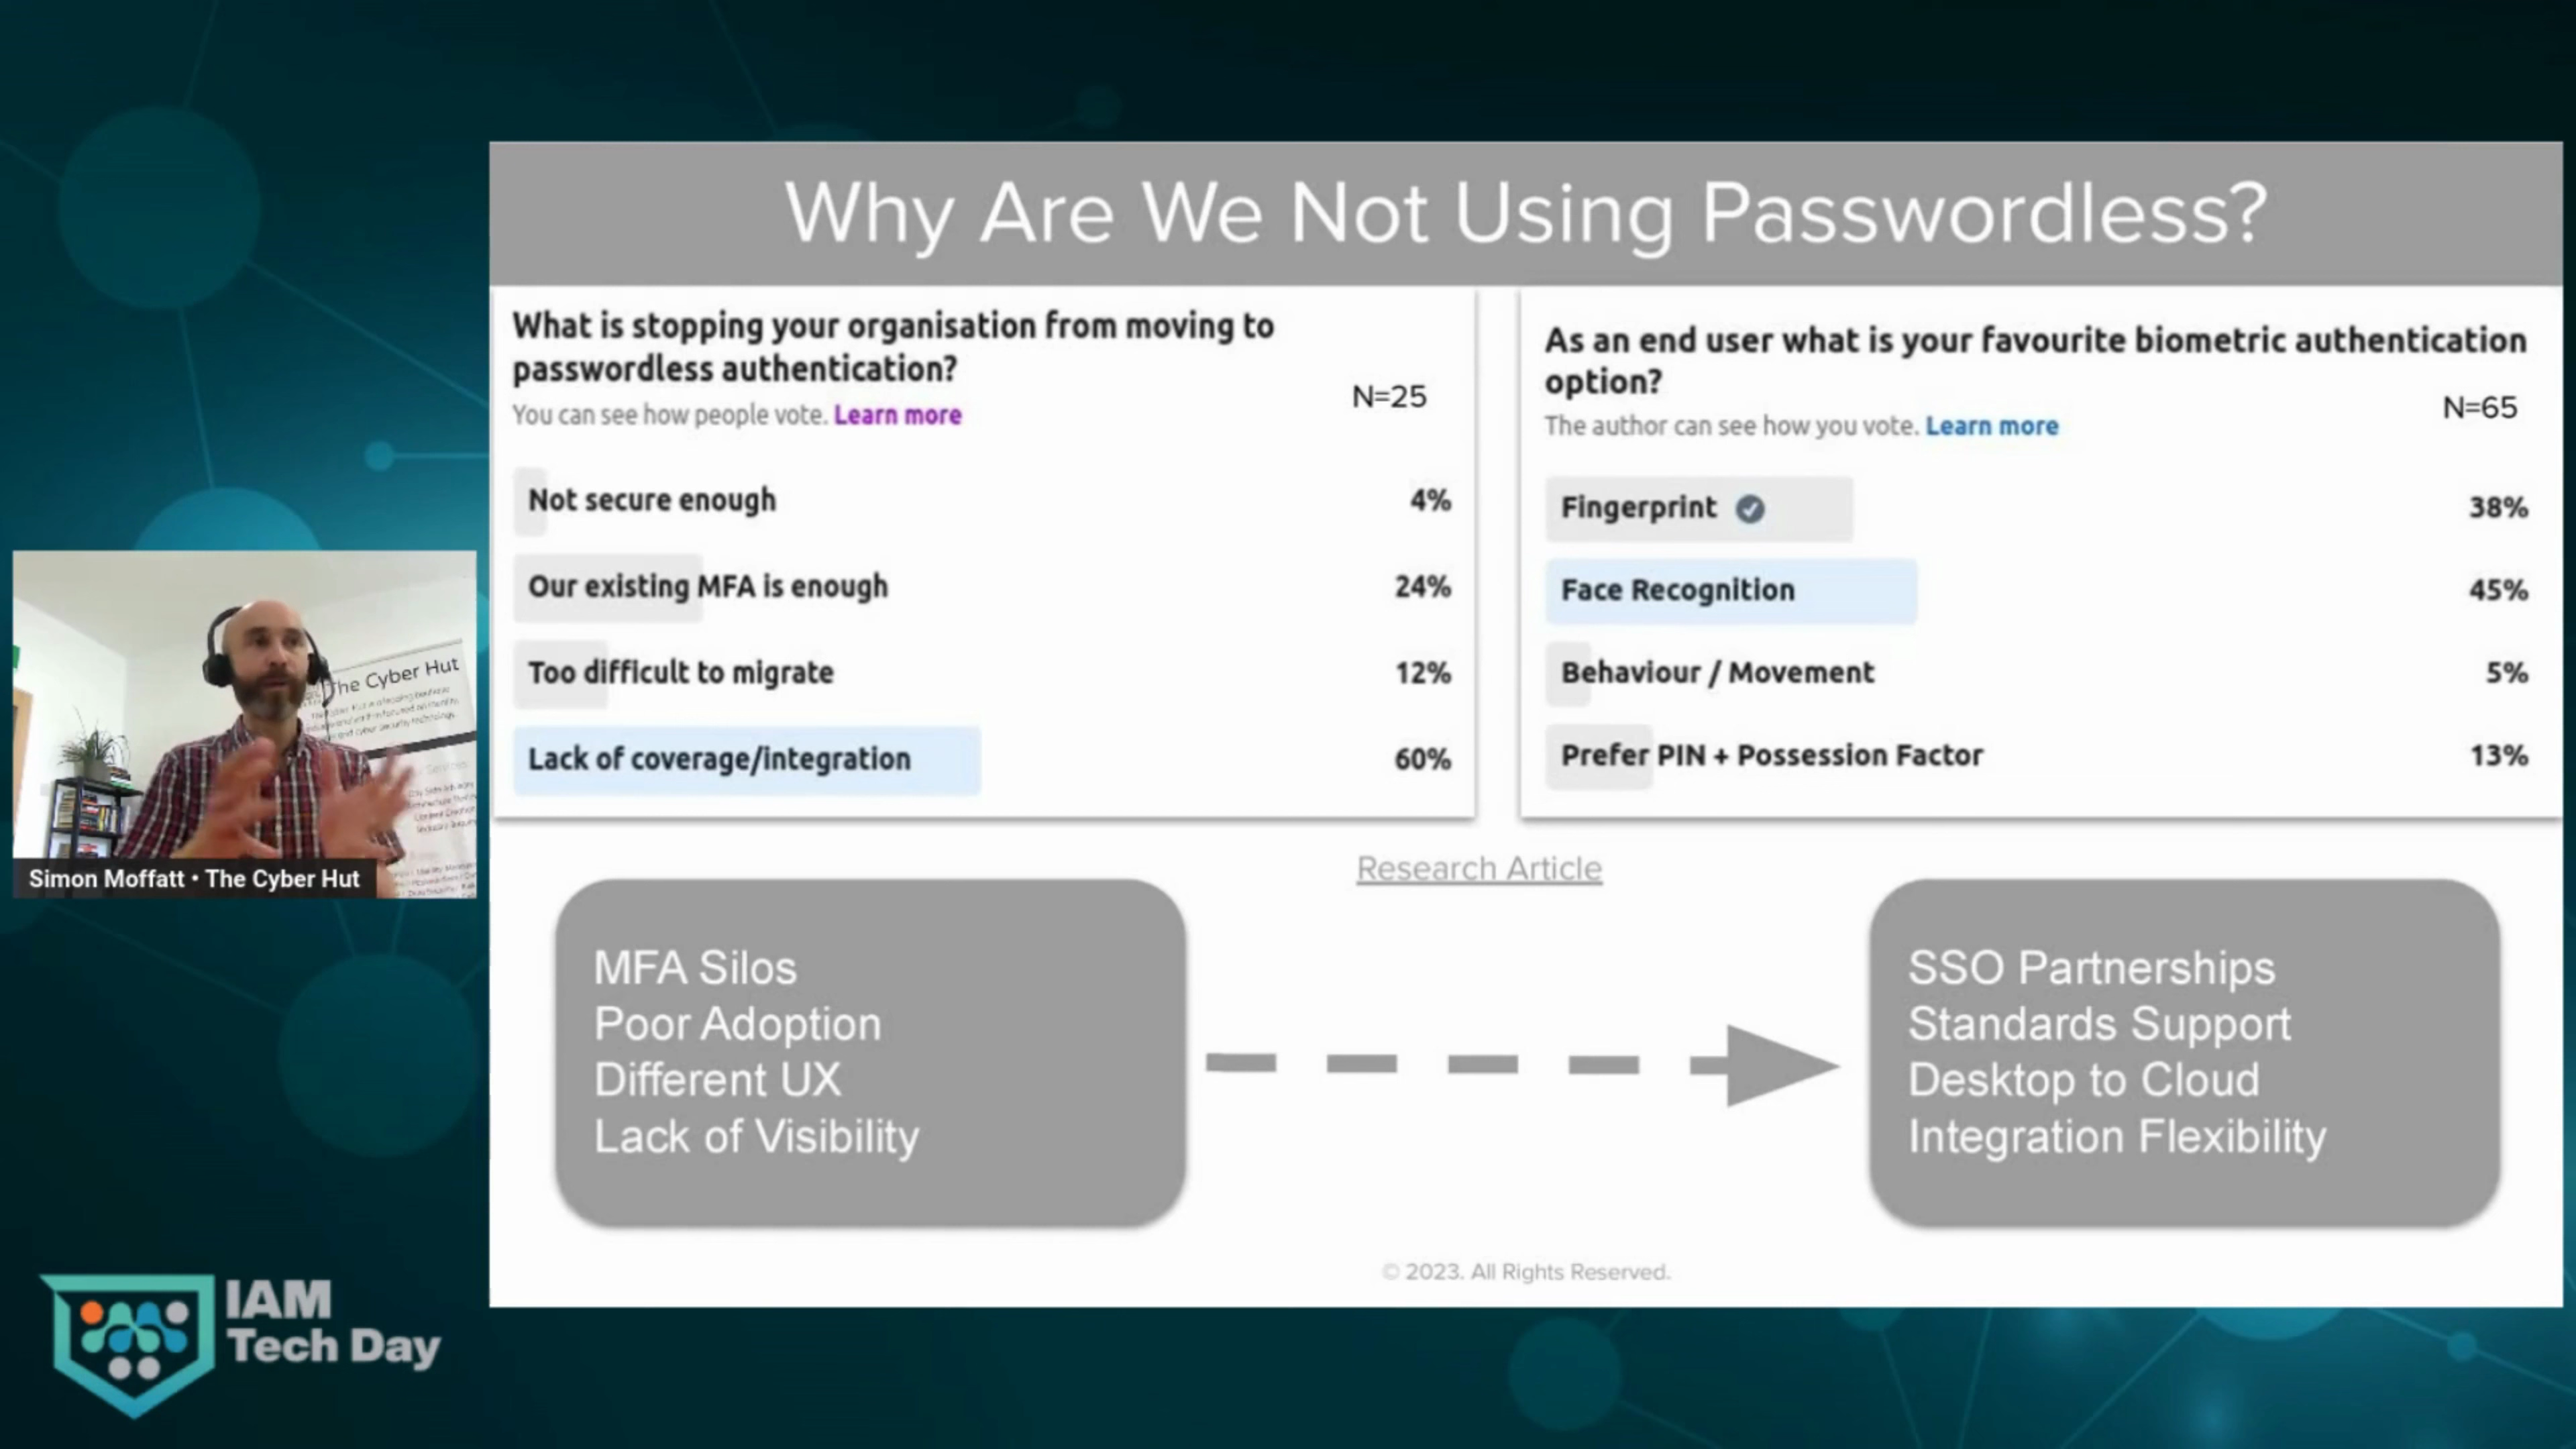 Why Are We Not Using Passwordless?
What is stopping your organisation from moving to
passwordless authentication?
N=25
You can see how people vote. Learn more
Not secure enough 4%
Our existing MFA is enough 24%
Too difficult to migrate 12%
Lack of coverage/integration 60%
As an end user what is your favourite biometric authentication
option?
N=65
The author can see how you vote. Learn more
Fingerprint 38%
Face Recognition 45%
Behaviour / Movement 5%
Prefer PIN + Possession Factor 13%
Research Article
MFA Silos
Poor Adoption
Different UX
Lack of Visibility
SSO Partnerships
Standards Support
Desktop to Cloud
Integration Flexibility
© 2023. All Rights Reserved.
The Cyber Hut
Simon Moffatt • The Cyber Hut
IAM
Tech Day